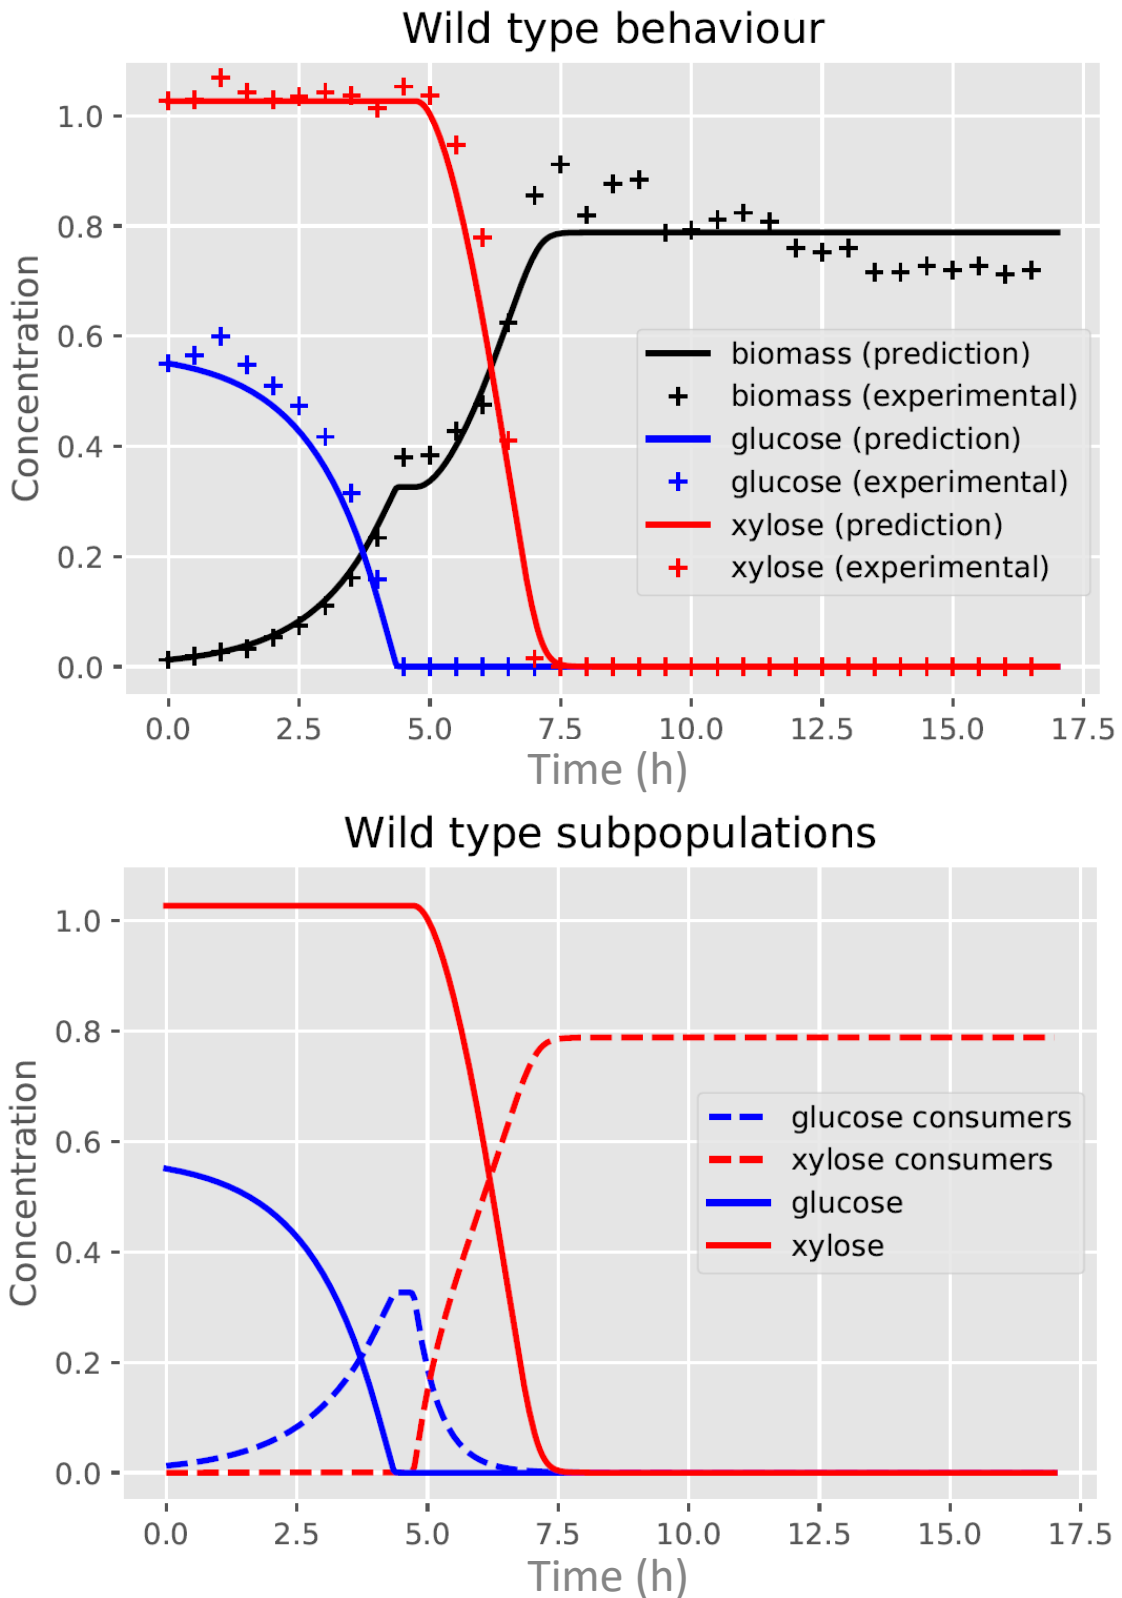 Wild type behaviour
1.0
0.8
0.6
0.4
0.2
0.0
Concentration
biomass (prediction)
biomass (experimental)
glucose (prediction)
glucose (experimental)
xylose (prediction)
xylose (experimental)
0.0 2.5 5.0 7.5 10.0 12.5 15.0 17.5
Time (h)
Wild type subpopulations
1.0
0.8
0.6
0.4
0.2
0.0
Concentration
glucose consumers
xylose consumers
glucose
xylose
0.0 2.5 5.0 7.5 10.0 12.5 15.0 17.5
Time (h)